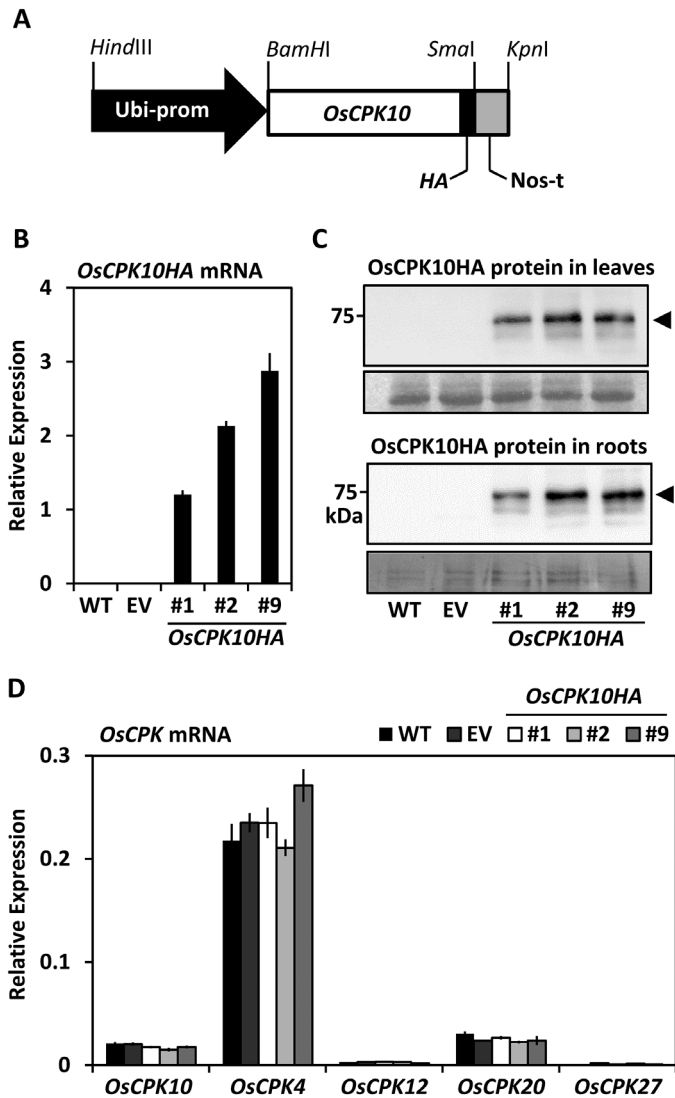 A
HindIII
BamHI
SmaI
KpnI
Ubi-prom
OsCPK10
HA
Nos-t
B
OsCPK10HA mRNA
Relative Expression
4
3
2
1
0
WT EV #1 #2 #9
OsCPK10HA
C
OsCPK10HA protein in leaves
75
OsCPK10HA protein in roots
75
kDa
WT EV #1 #2 #9
OsCPK10HA
D
OsCPK mRNA
OsCPK10HA
WT EV #1 #2 #9
Relative Expression
0.3
0.2
0.1
0
OsCPK10 OsCPK4 OsCPK12 OsCPK20 OsCPK27